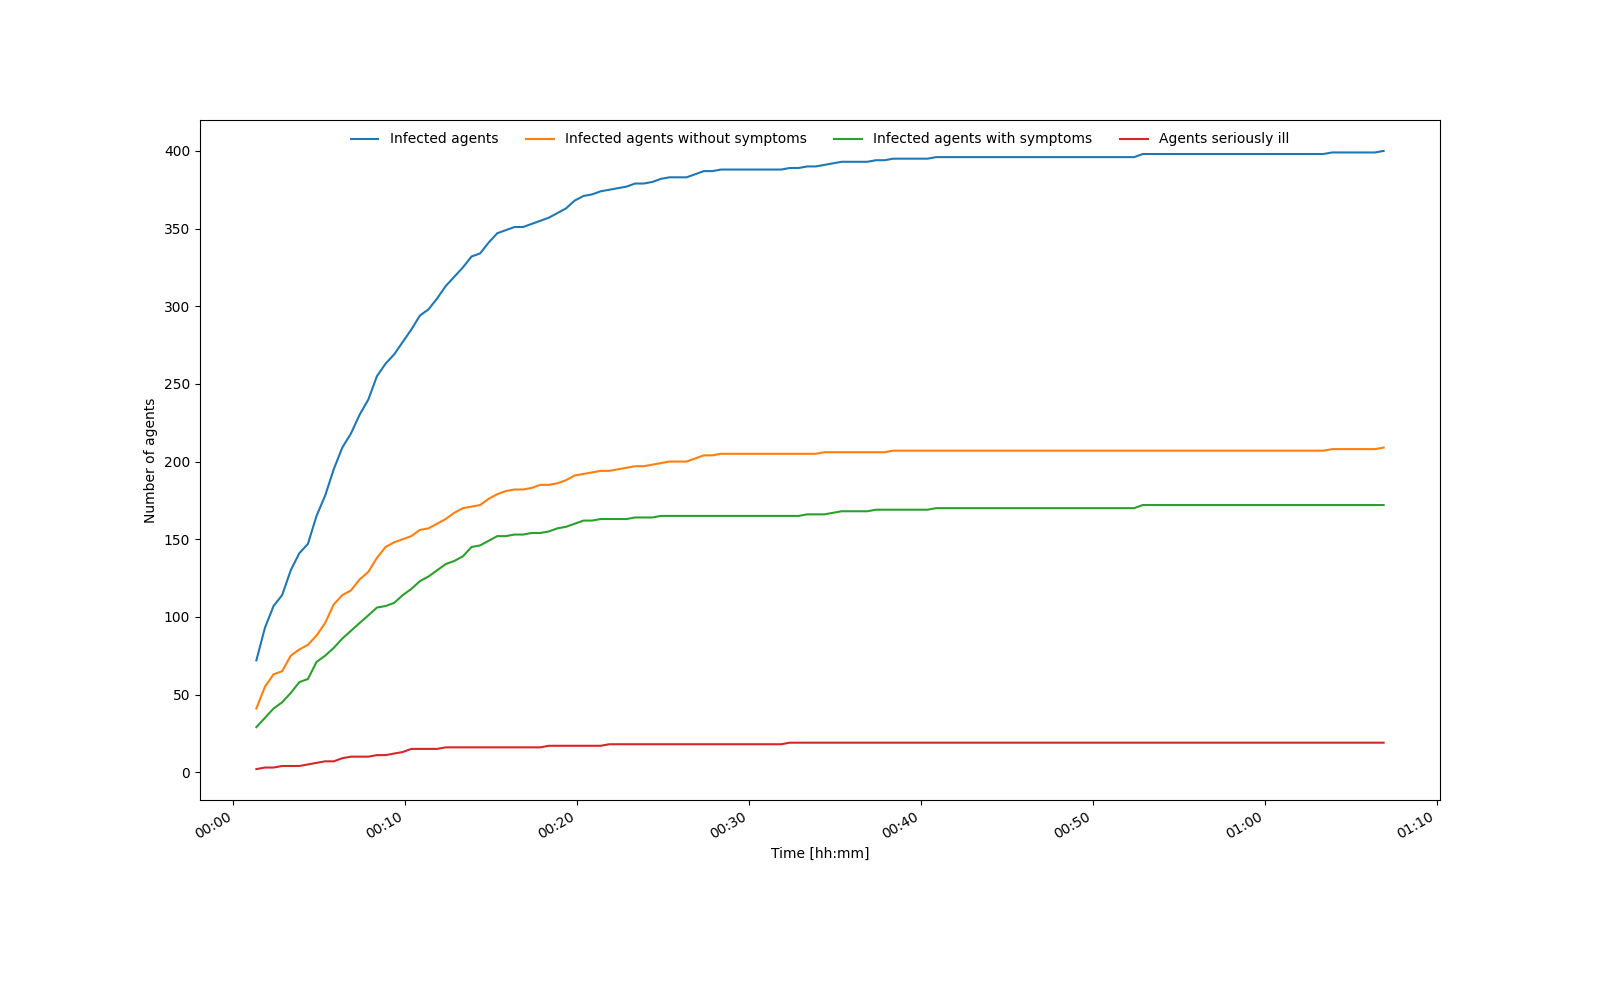 Infected agents Infected agents without symptoms Infected agents with symptoms Agents seriously ill
400
350
300
250
200
150
100
50
0
Number of agents
00:00 00:10 00:20 00:30 00:40 00:50 01:00 01:10
Time [hh:mm]